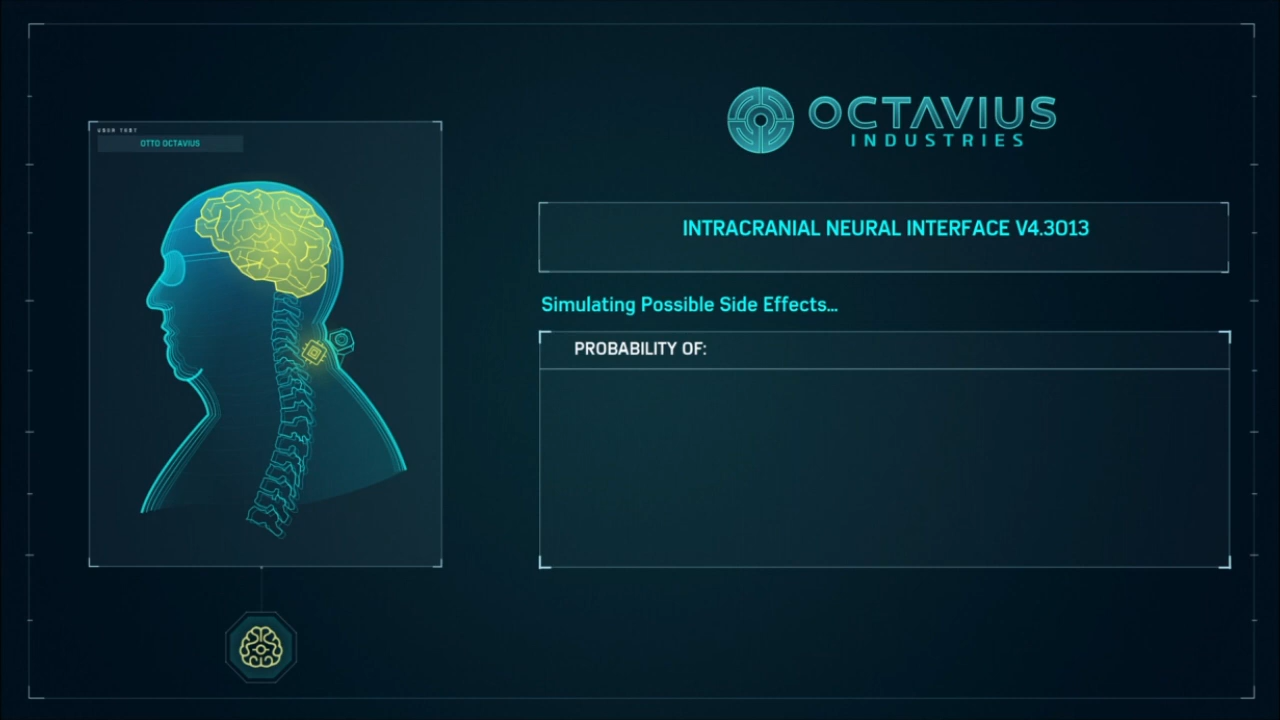 OCTAVIUS
INDUSTRIES
OTTO OCTAVIUS
INTRACRANIAL NEURAL INTERFACE V4.3013
Simulating Possible Side Effects...
PROBABILITY OF: